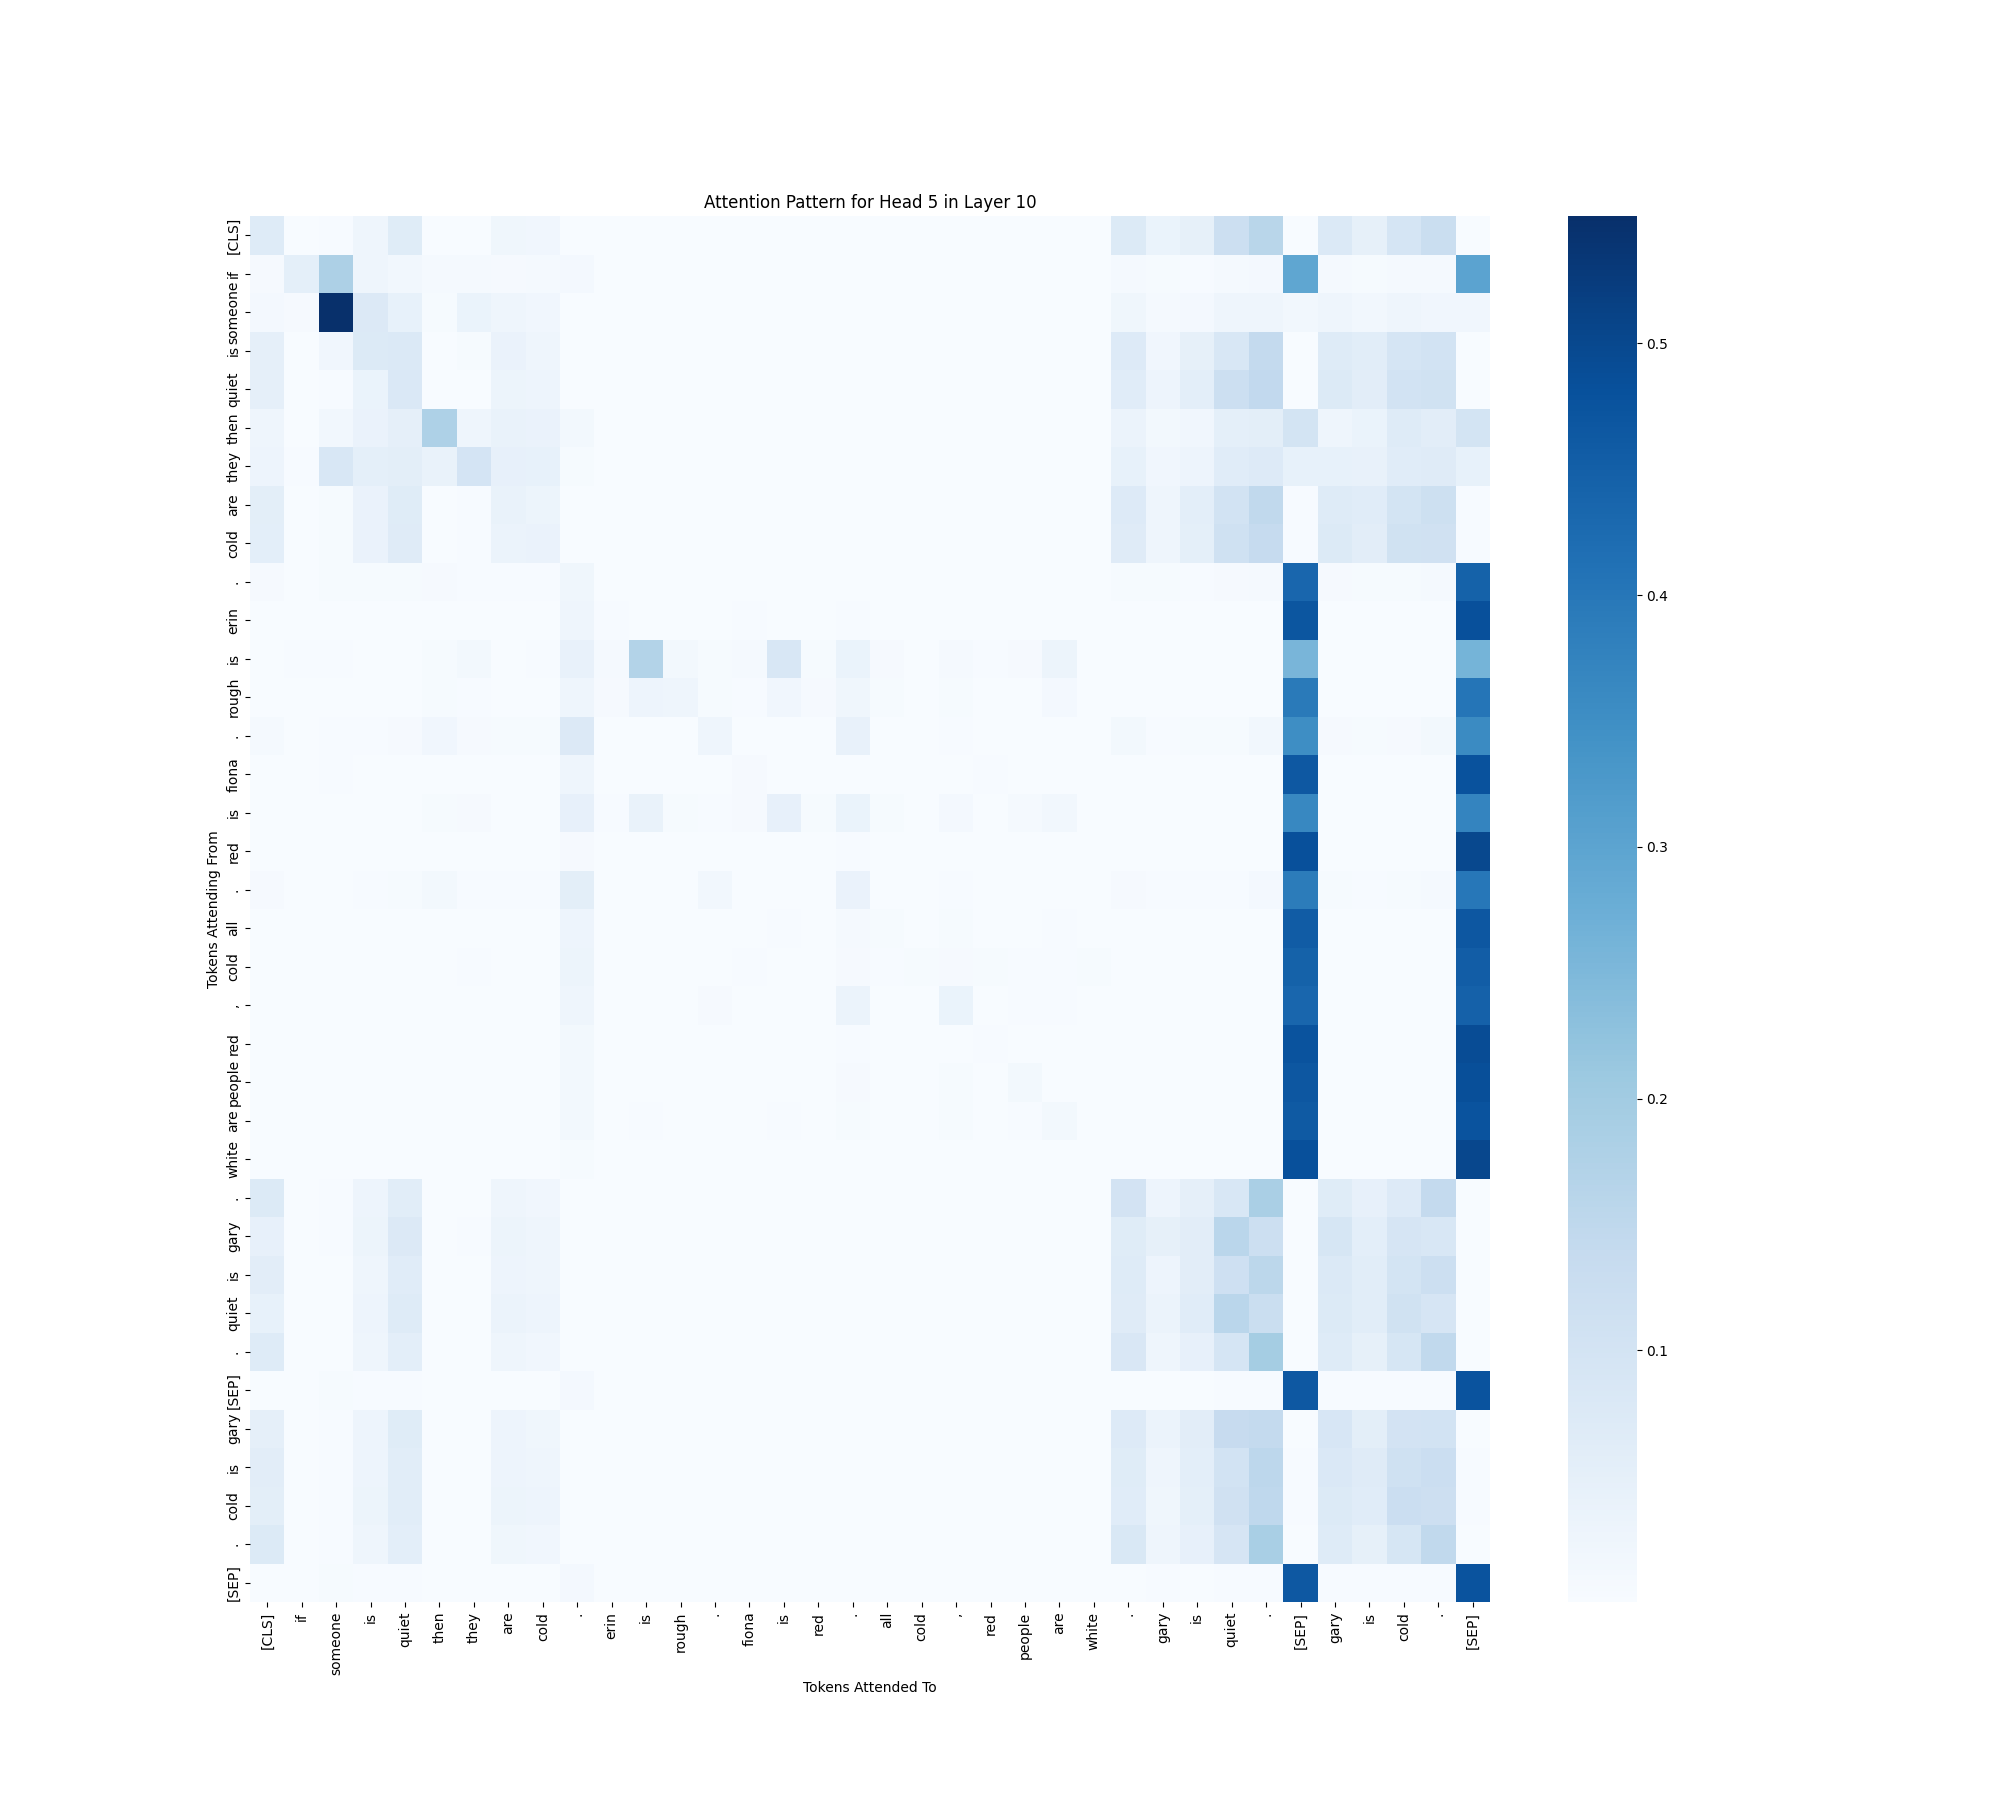 Attention Pattern for Head 5 in Layer 10
Tokens Attending From
[CLS]
if
someone
is
quiet
then
they
are
cold
.
erin
is
rough
.
fiona
is
red
.
all
cold
,
red
people
are
white
.
gary
is
quiet
.
[SEP]
gary
is
cold
.
[SEP]
[CLS]
if
someone
is
quiet
then
they
are
cold
.
erin
is
rough
.
fiona
is
red
.
all
cold
,
red
people
are
white
.
gary
is
quiet
.
[SEP]
gary
is
cold
.
[SEP]
Tokens Attended To
0.5
0.4
0.3
0.2
0.1